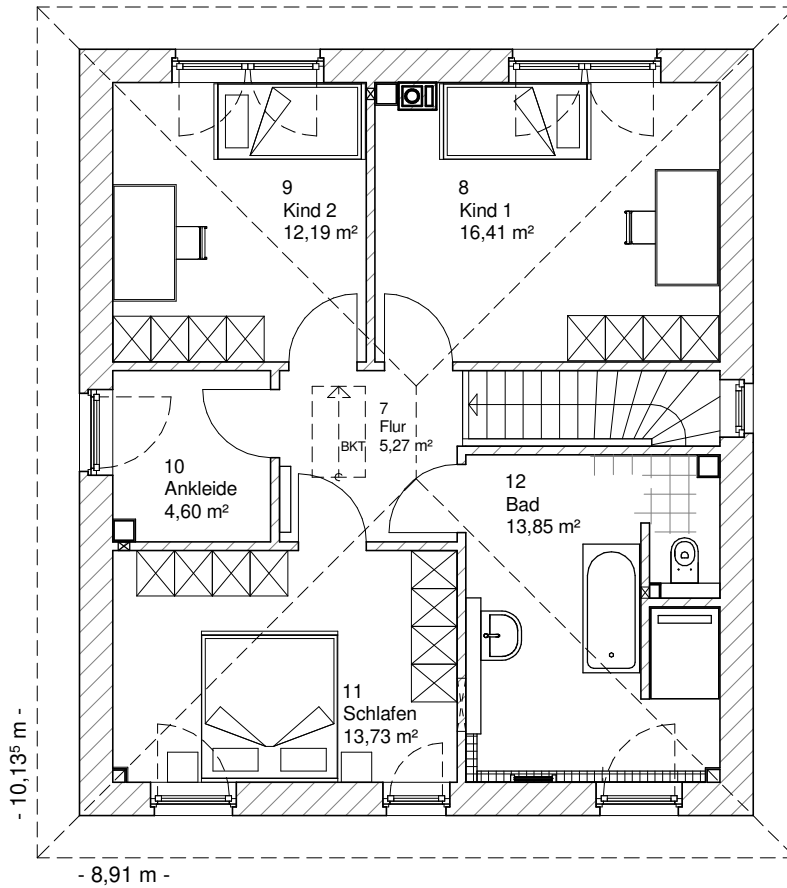 9
Kind 2
12,19 m²
8
Kind 1
16,41 m²
7
Flur
5,27 m²
BKT
10
Ankleide
4,60 m²
12
Bad
13,85 m²
11
Schlafen
13,73 m²
- 10,13⁵ m -
- 8,91 m -